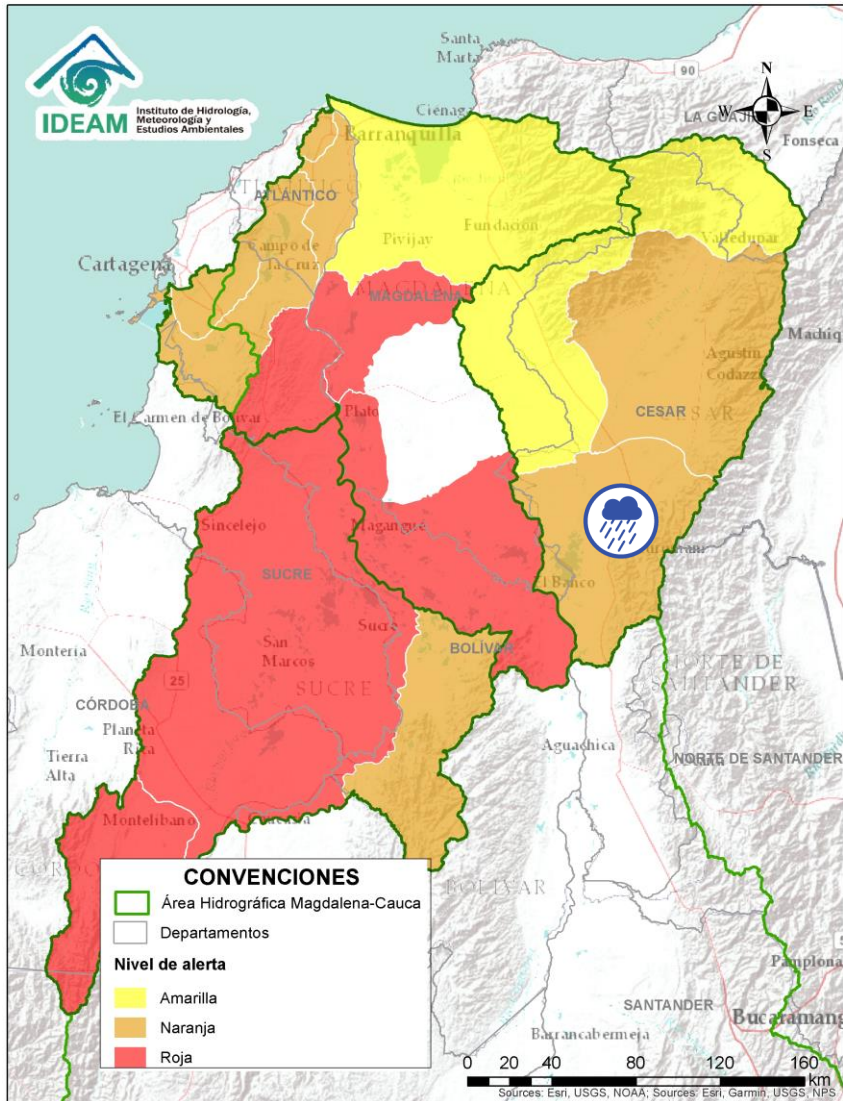 IDEAM
Instituto de Hidrología,
Meteorología y
Estudios Ambientales
Santa
Marta
90
N
W
E
S
Ciénaga
Barranquilla
Fonseca
ATLÁNTICO
Fundación
Valledupar
Pivijay
Campo de
la Cruz
Cartagena
MAGDALENA
Agustín
Codazzi
CESAR
CESAR
El Carmen de Bolívar
Plato
Sincelejo
Magangué
SUCRE
El Banco
Sucre
BOLÍVAR
San
Marcos
Montería
25
SUCRE
NORTE DE
SANTANDER
CÓRDOBA
Planeta
Rica
Aguachica
Tierra
Alta
NORTE DE SANTANDER
Montelíbano
BOLÍVAR
CONVENCIONES
Área Hidrográfica Magdalena-Cauca
Departamentos
Nivel de alerta
Amarilla
Naranja
Roja
Pamplona
SANTANDER
Barrancabermeja
0 20 40 80 120 160
km
Sources: Esri, USGS, NOAA; Sources: Esri, Garmin, USGS, NPS